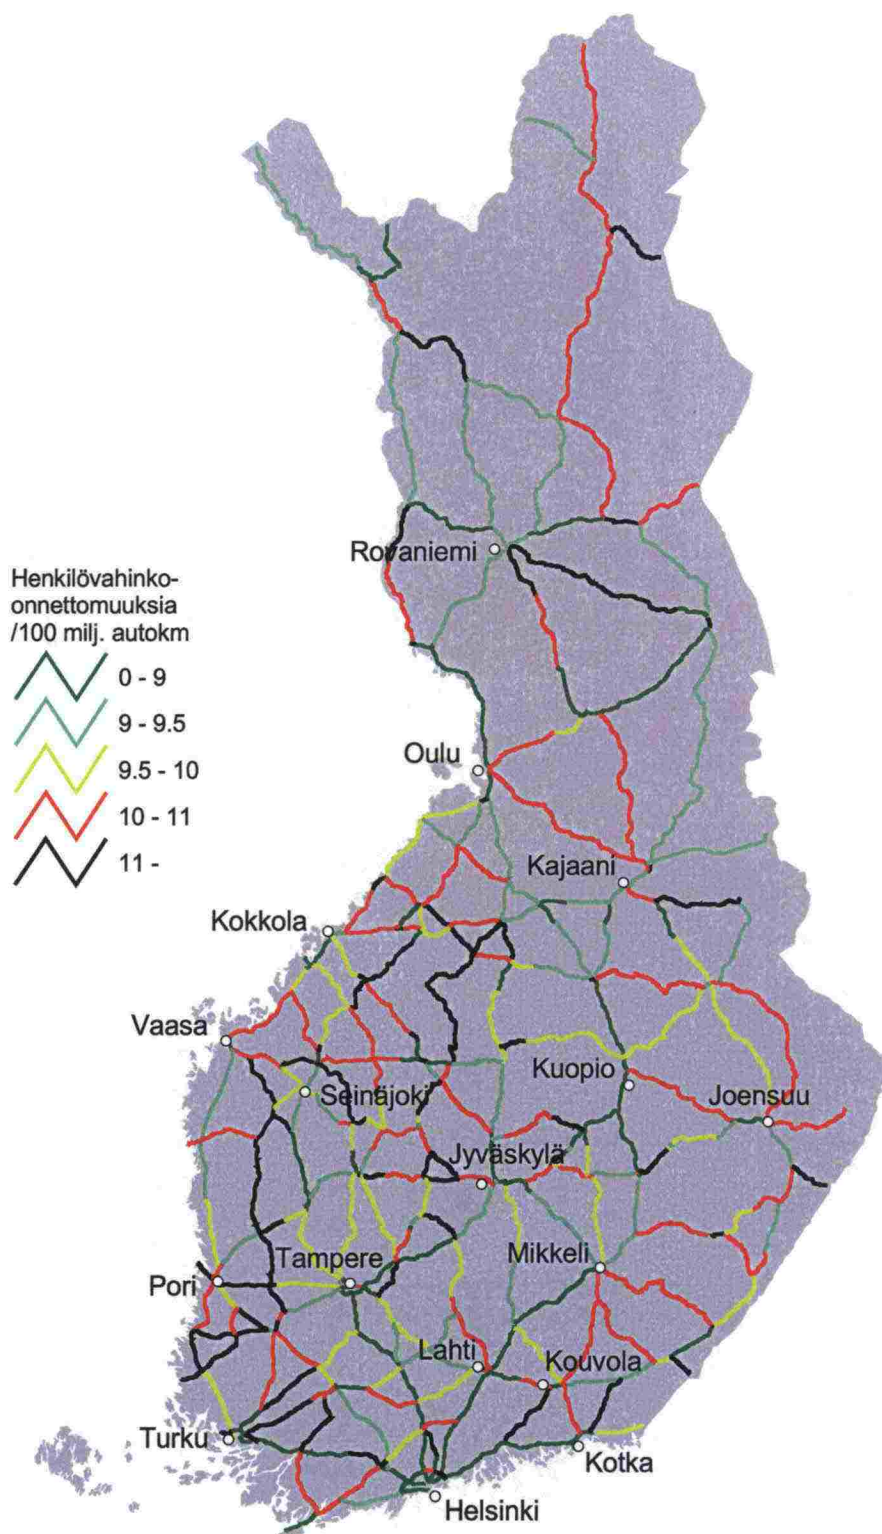 Rovaniemi
Henkilövahinko-
onnettomuuksia
/100 milj. autokm
0 - 9
9 - 9.5
9.5 - 10
10 - 11
11 -
Oulu
Kajaani
Kokkola
Vaasa
Kuopio
Seinäjoki
Joensuu
Jyväskylä
Mikkeli
Tampere
Pori
Lahti
Kouvola
Turku
Kotka
Helsinki